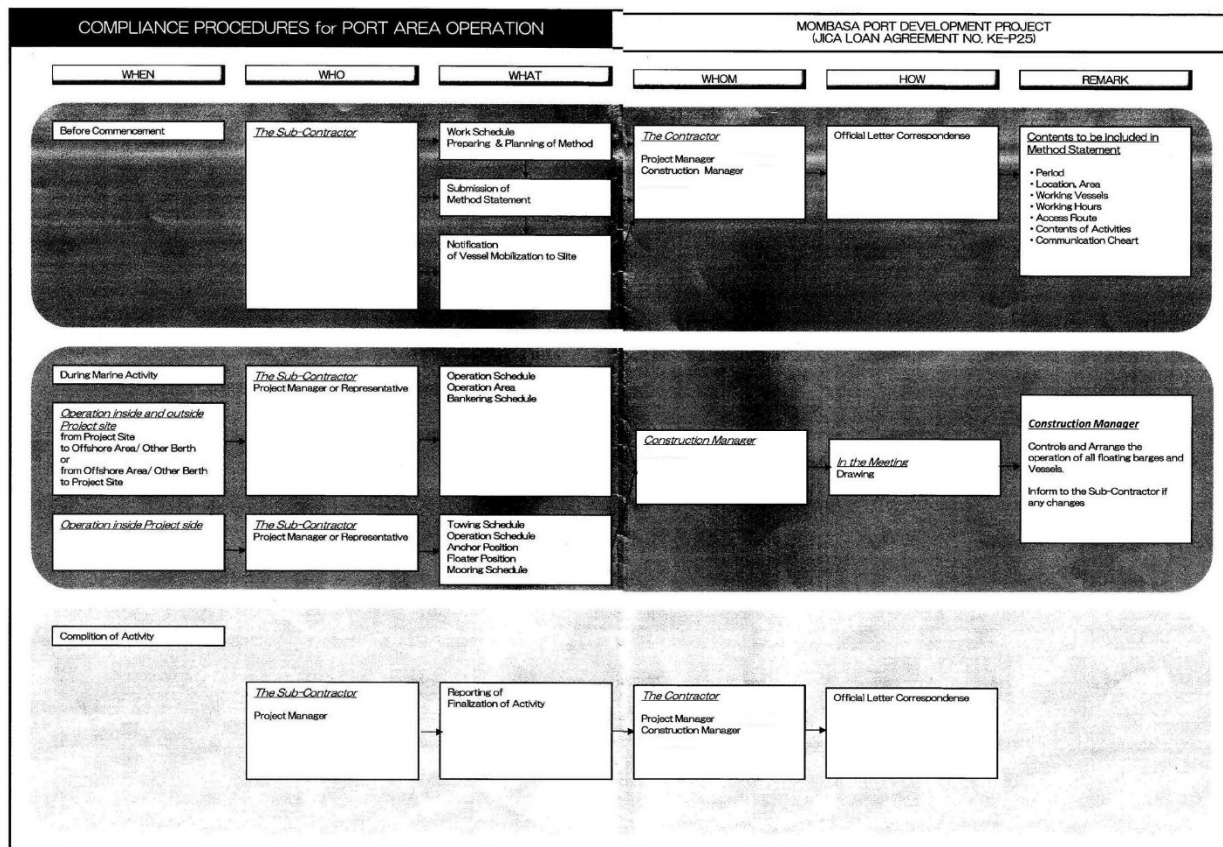 COMPLIANCE PROCEDURES for PORT AREA OPERATION
MOMBASA PORT DEVELOPMENT PROJECT
(JICA LOAN AGREEMENT NO. KE-P25)
WHEN
WHO
WHAT
WHOM
HOW
REMARK
Before Commencement
The Sub-Contractor
Work Schedule
Preparing & Planning of Method
Submission of
Method Statement
Notification
of Vessel Mobilization to Slite
The Contractor
Project Manager
Construction Manager
Official Letter Correspondense
Contents to be included in
Method Statement
• Period
• Location, Area
• Working Vessels
• Working Hours
• Access Route
• Contents of Activities
• Communication Cheart
During Marine Activity
Operation inside and outside
Project site
from Project Site
to Offshore Area/ Other Berth
or
from Offshore Area/ Other Berth
to Project Site
The Sub-Contractor
Project Manager or Representative
Operation Schedule
Operation Area
Bankering Schedule
Operation inside Project side
The Sub-Contractor
Project Manager or Representative
Towing Schedule
Operation Schedule
Anchor Position
Floater Position
Mooring Schedule
Construction Manager
In the Meeting
Drawing
Construction Manager
Controls and Arrange the
operation of all floating barges and
Vessels.
Inform to the Sub-Contractor if
any changes
Complition of Activity
The Sub-Contractor
Project Manager
Reporting of
Finalization of Activity
The Contractor
Project Manager
Construction Manager
Official Letter Correspondense